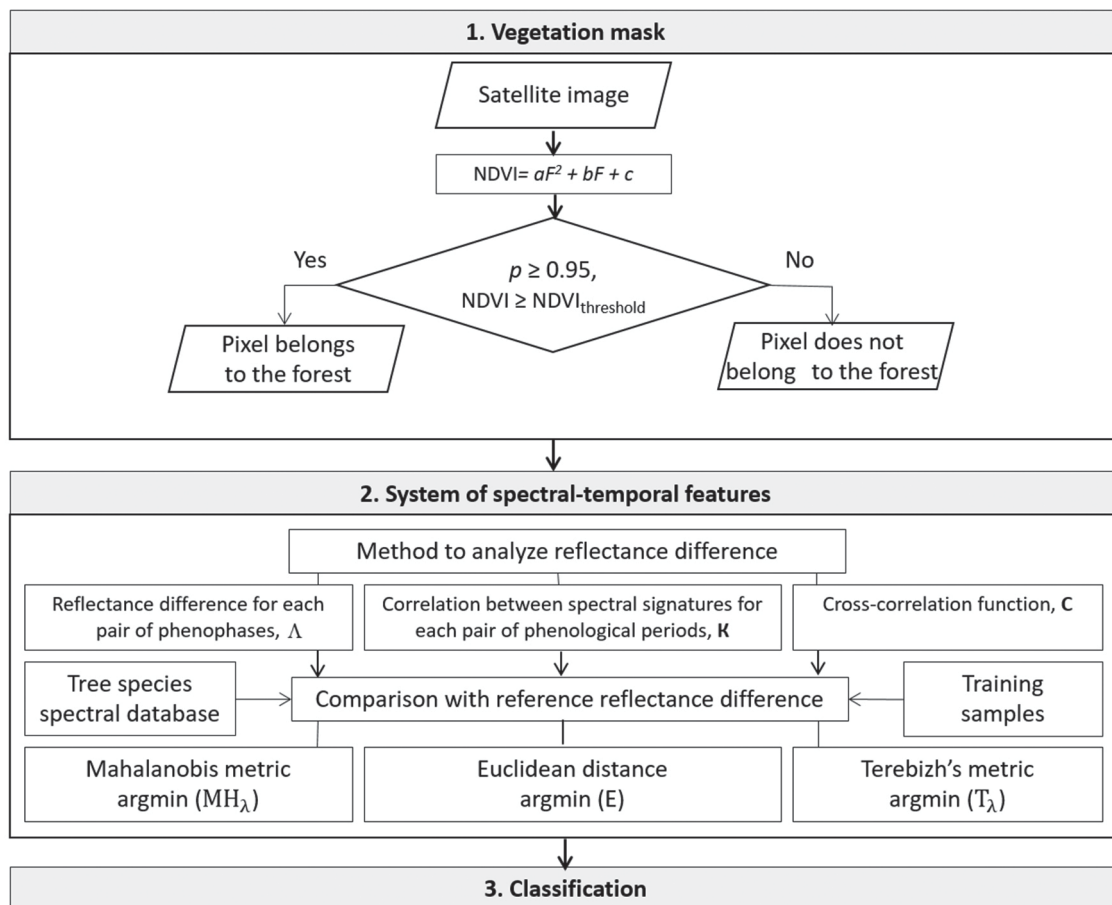 1. Vegetation mask
Satellite image
NDVI= aF² + bF + c
Yes
No
p ≥ 0.95,
NDVI ≥ NDVI_threshold
Pixel belongs
to the forest
Pixel does not
belong to the forest
2. System of spectral-temporal features
Method to analyze reflectance difference
Reflectance difference for each
pair of phenophases, Λ
Correlation between spectral signatures for
each pair of phenological periods, K
Cross-correlation function, C
Tree species
spectral database
Comparison with reference reflectance difference
Training
samples
Mahalanobis metric
argmin (MH_λ)
Euclidean distance
argmin (E)
Terebizh’s metric
argmin (T_λ)
3. Classification